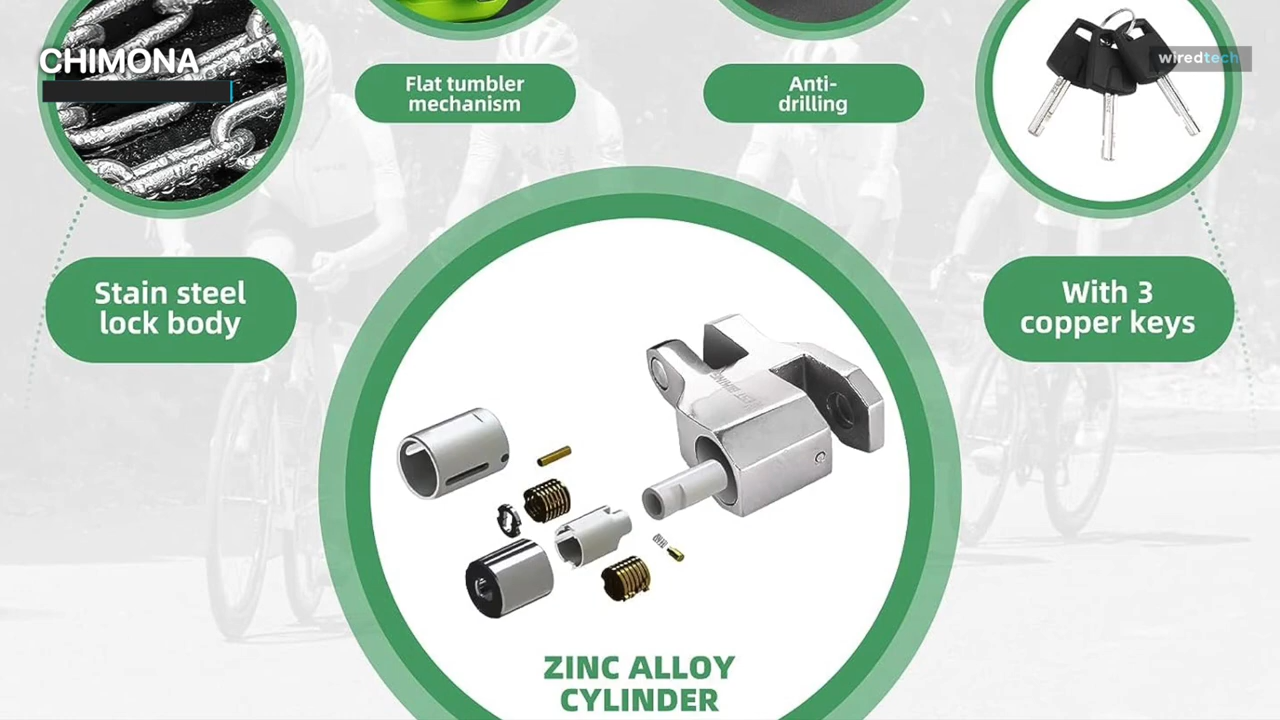 CHIMONA
wiredtech
Flat tumbler
mechanism
Anti-
drilling
Stain steel
lock body
With 3
copper keys
ZINC ALLOY
CYLINDER